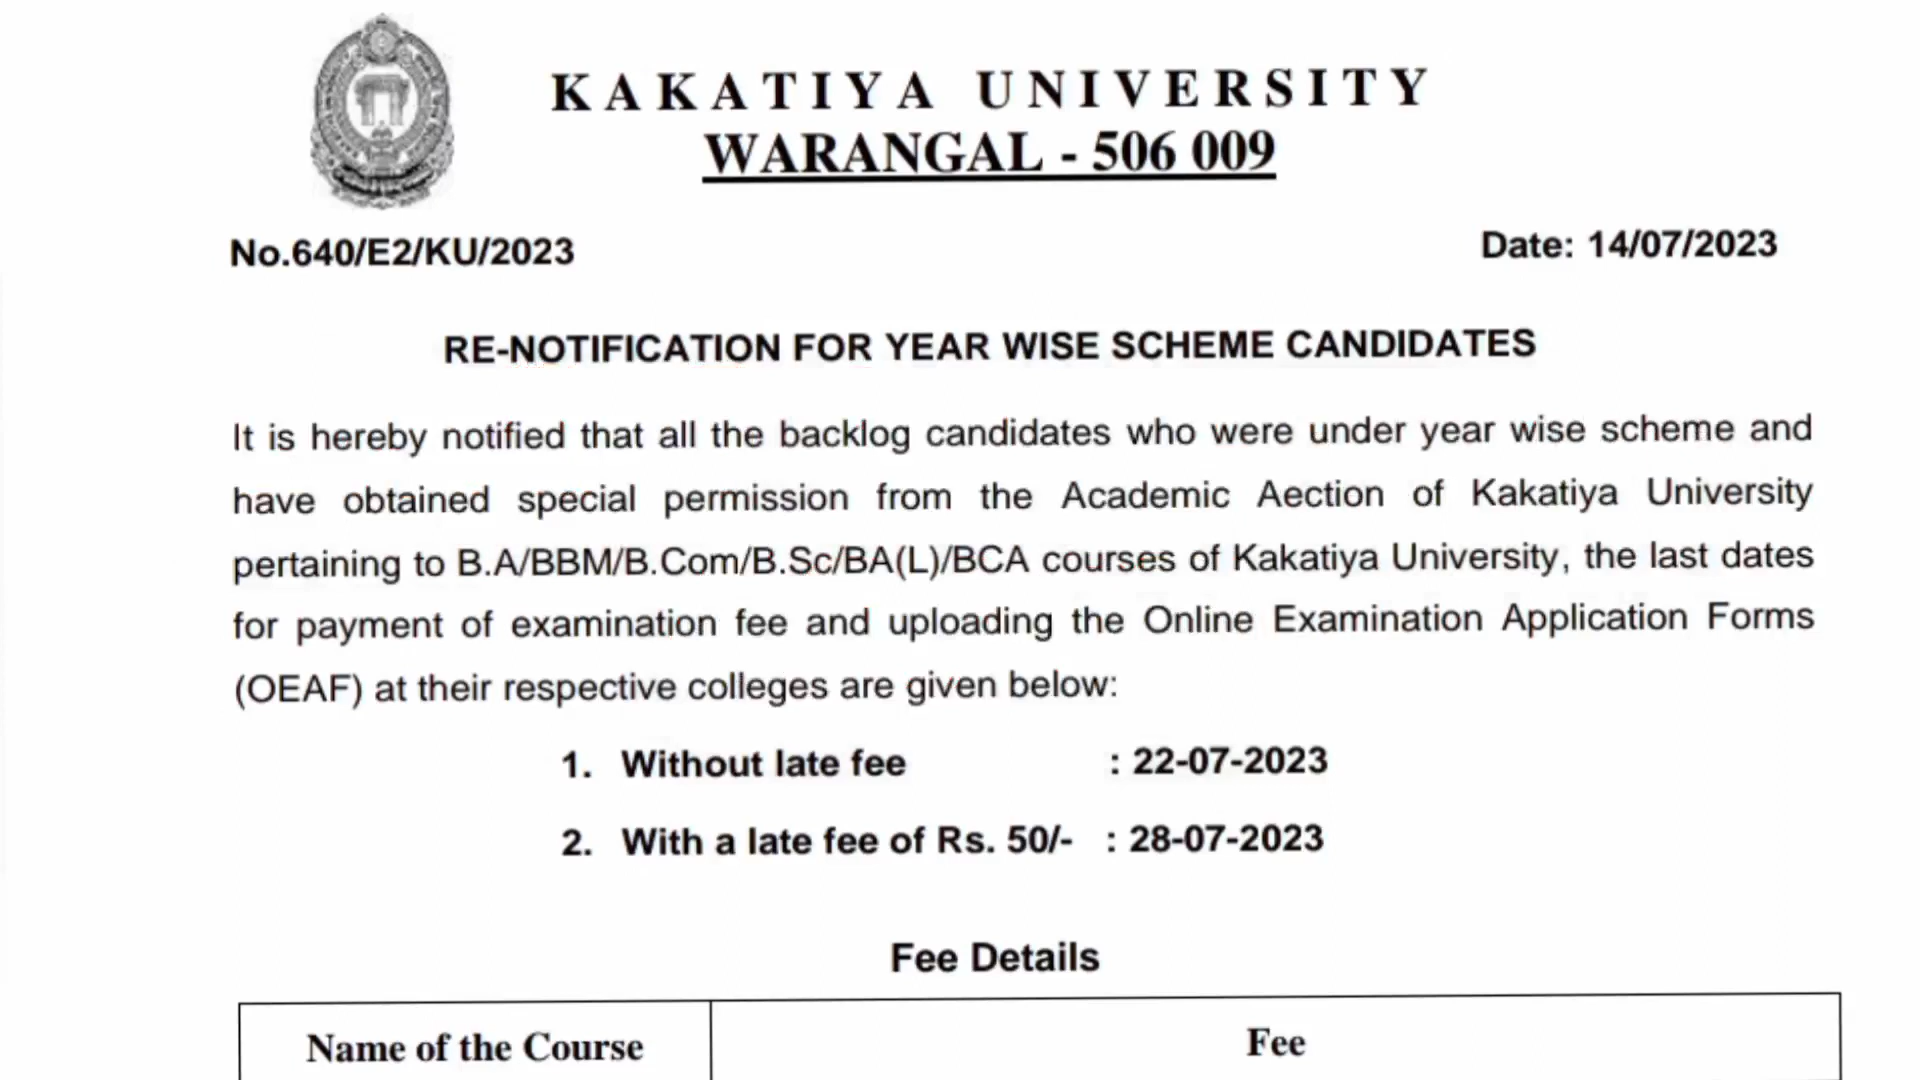 KAKATIYA UNIVERSITY
WARANGAL - 506 009
No.640/E2/KU/2023
Date: 14/07/2023
RE-NOTIFICATION FOR YEAR WISE SCHEME CANDIDATES
It is hereby notified that all the backlog candidates who were under year wise scheme and
have obtained special permission from the Academic Aection of Kakatiya University
pertaining to B.A/BBM/B.Com/B.Sc/BA(L)/BCA courses of Kakatiya University, the last dates
for payment of examination fee and uploading the Online Examination Application Forms
(OEAF) at their respective colleges are given below:
1. Without late fee : 22-07-2023
2. With a late fee of Rs. 50/- : 28-07-2023
Fee Details
Name of the Course
Fee